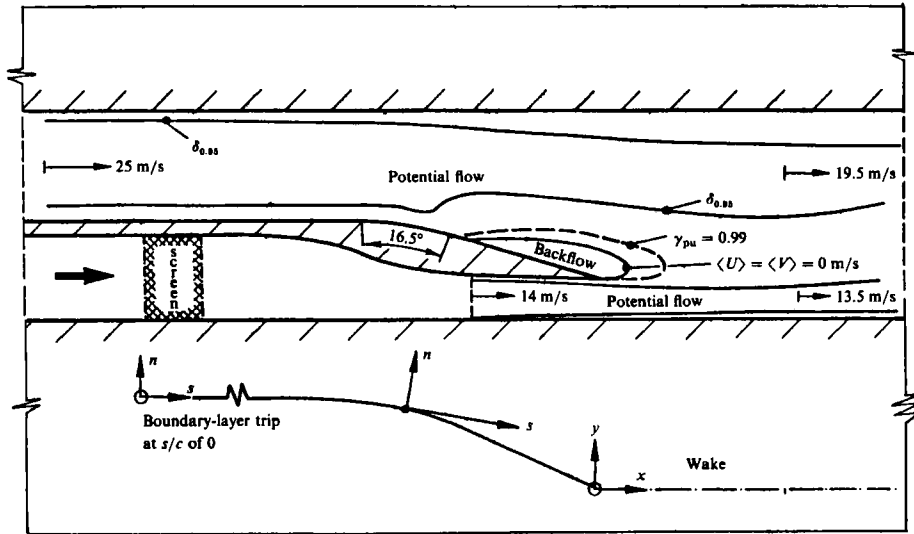 δ₀.₉₅
25 m/s
Potential flow
19.5 m/s
δ₀.₉₅
16.5°
γₚᵤ = 0.99
Backflow
⟨U⟩ = ⟨V⟩ = 0 m/s
screen
14 m/s
13.5 m/s
Potential flow
n
n
s
Boundary-layer trip
at s/c of 0
s
y
Wake
x